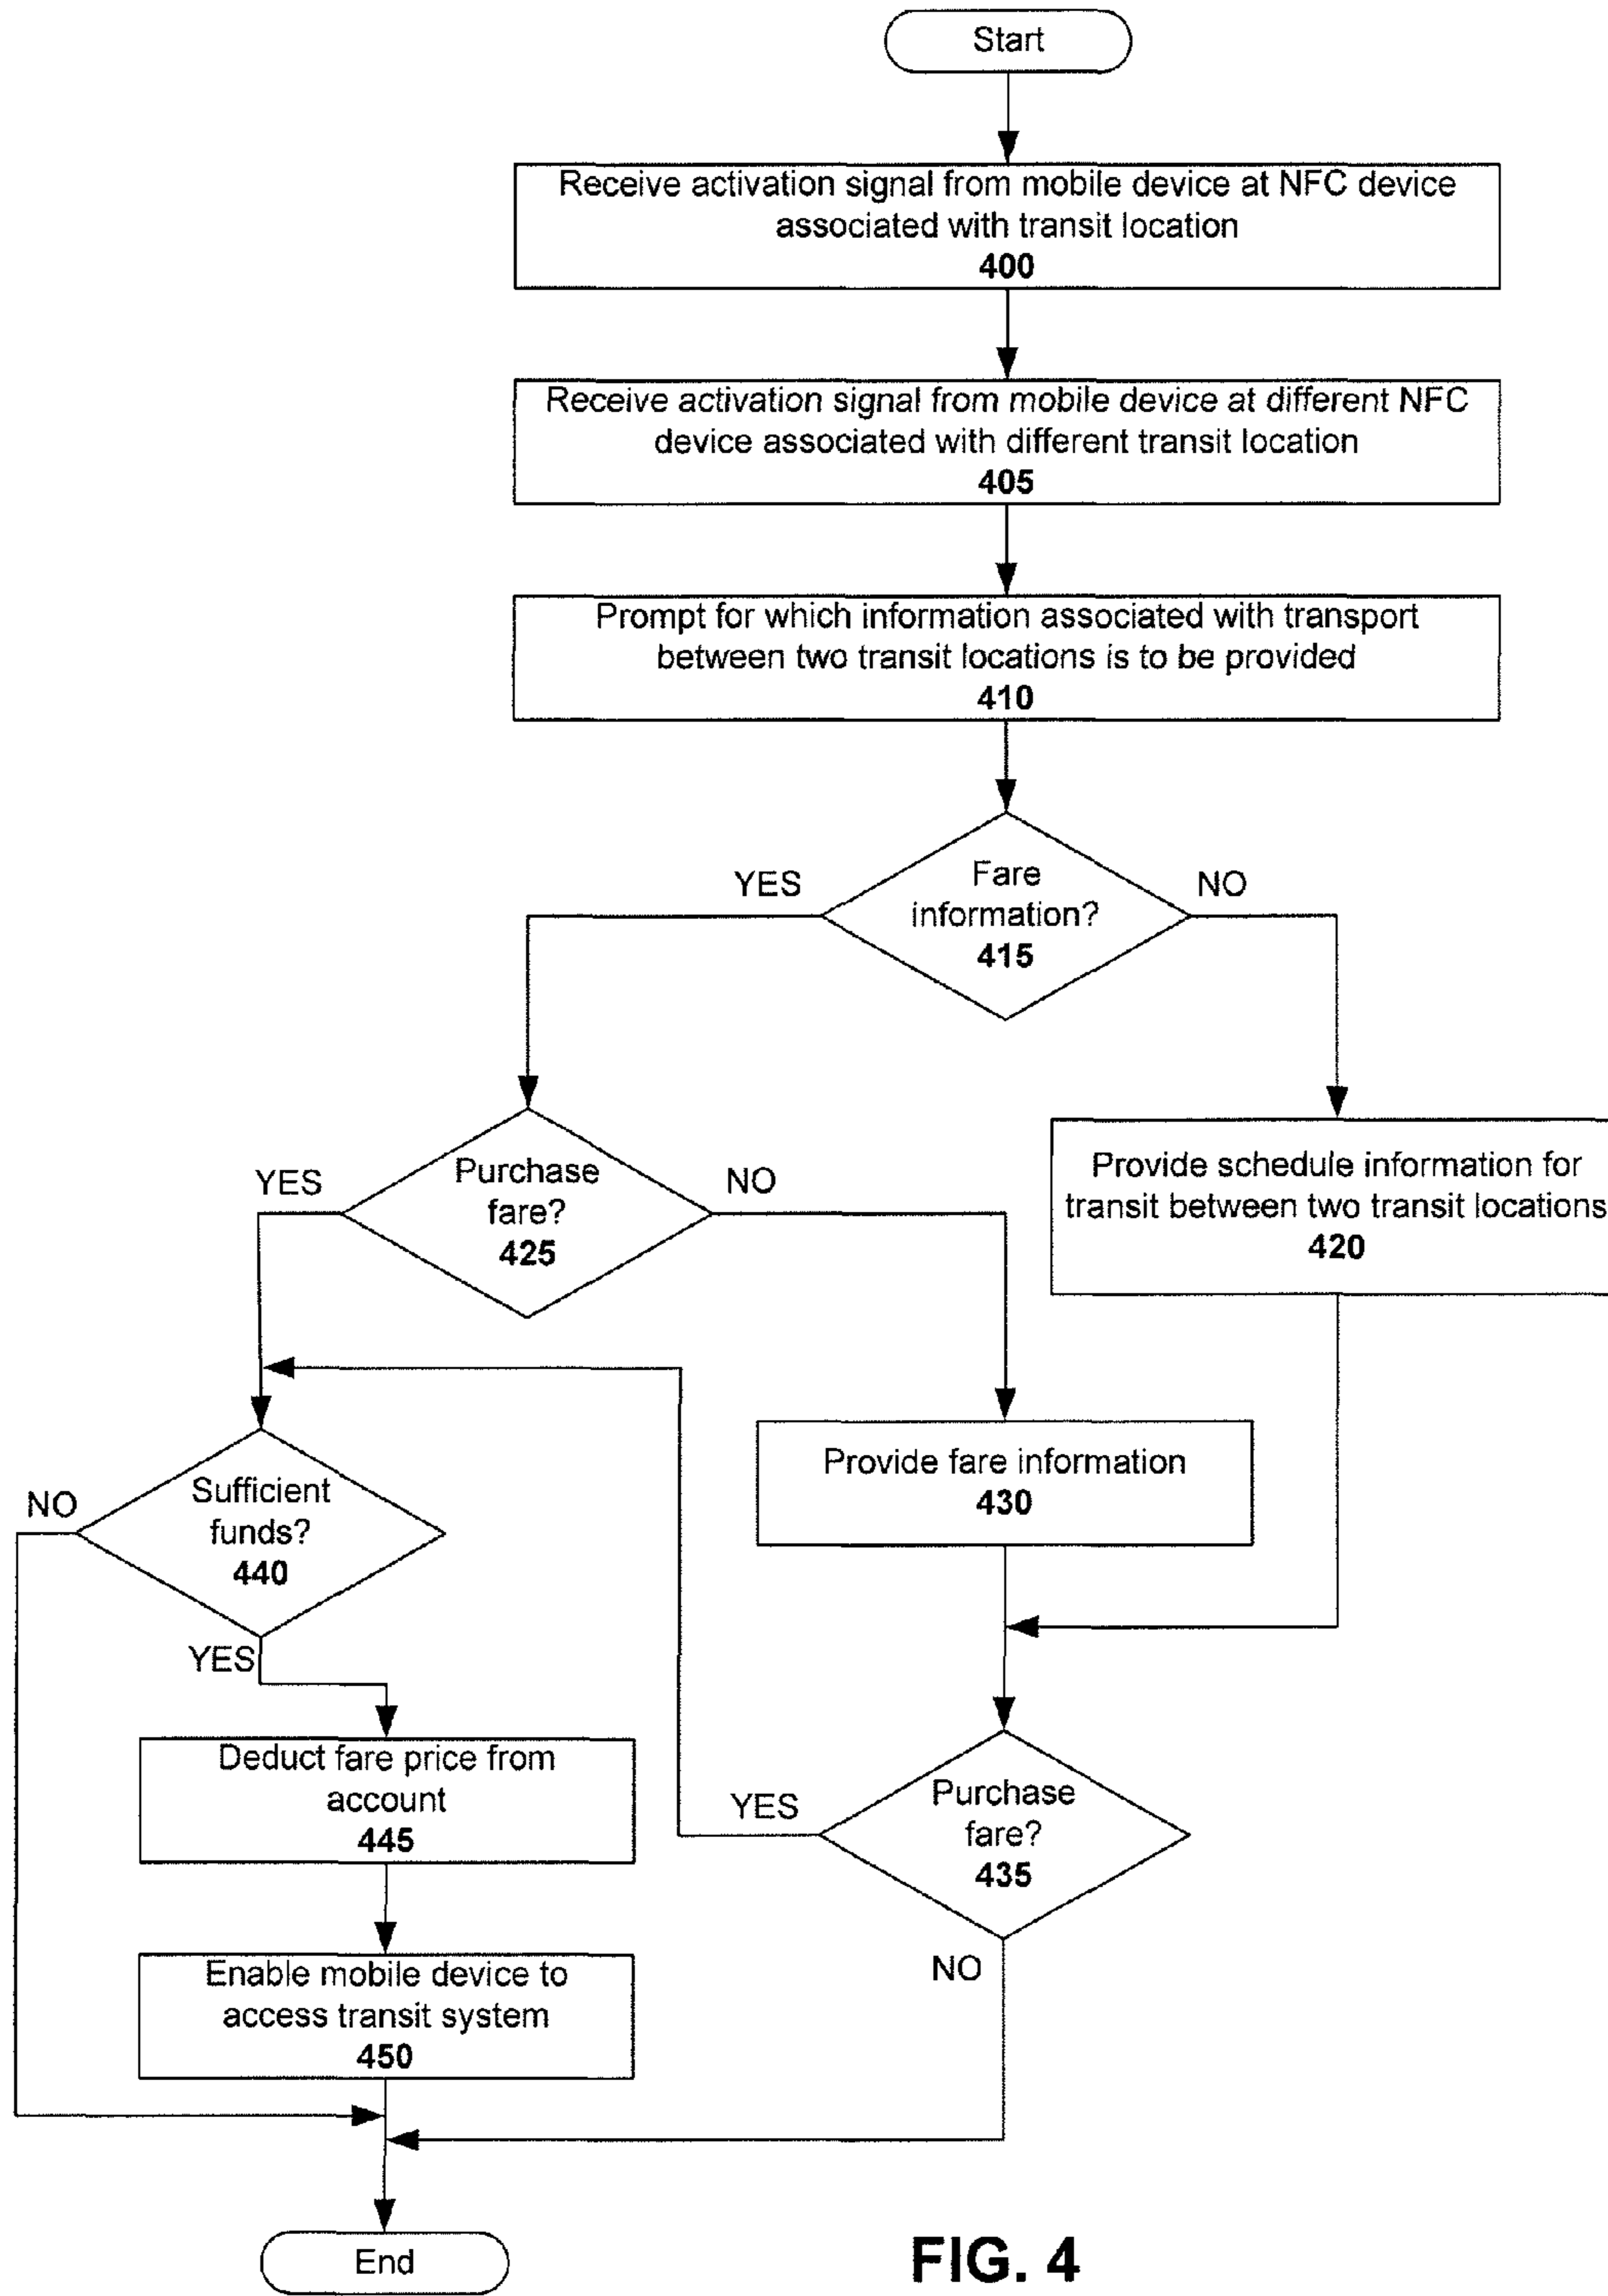 Start
Receive activation signal from mobile device at NFC device
associated with transit location
400
Receive activation signal from mobile device at different NFC
device associated with different transit location
405
Prompt for which information associated with transport
between two transit locations is to be provided
410
YES
Fare
information?
415
NO
YES
Purchase
fare?
425
NO
Provide schedule information for
transit between two transit locations
420
NO
Sufficient
funds?
440
YES
Provide fare information
430
Deduct fare price from
account
445
YES
Purchase
fare?
435
NO
Enable mobile device to
access transit system
450
End
FIG. 4